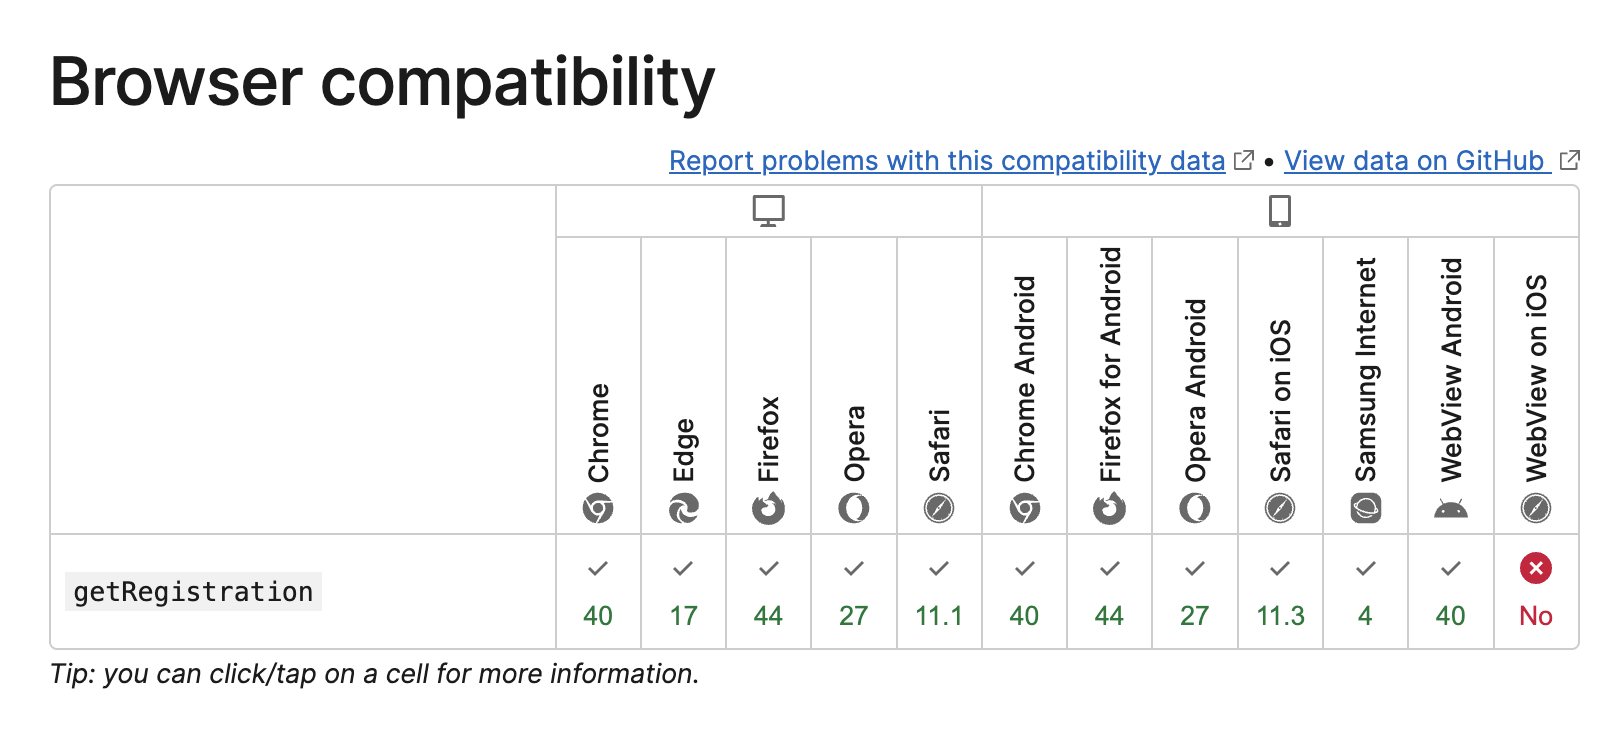 Browser compatibility
Report problems with this compatibility data • View data on GitHub
Chrome
Edge
Firefox
Opera
Safari
Chrome Android
Firefox for Android
Opera Android
Safari on iOS
Samsung Internet
WebView Android
WebView on iOS
getRegistration
40 17 44 27 11.1 40 44 27 11.3 4 40 No
Tip: you can click/tap on a cell for more information.